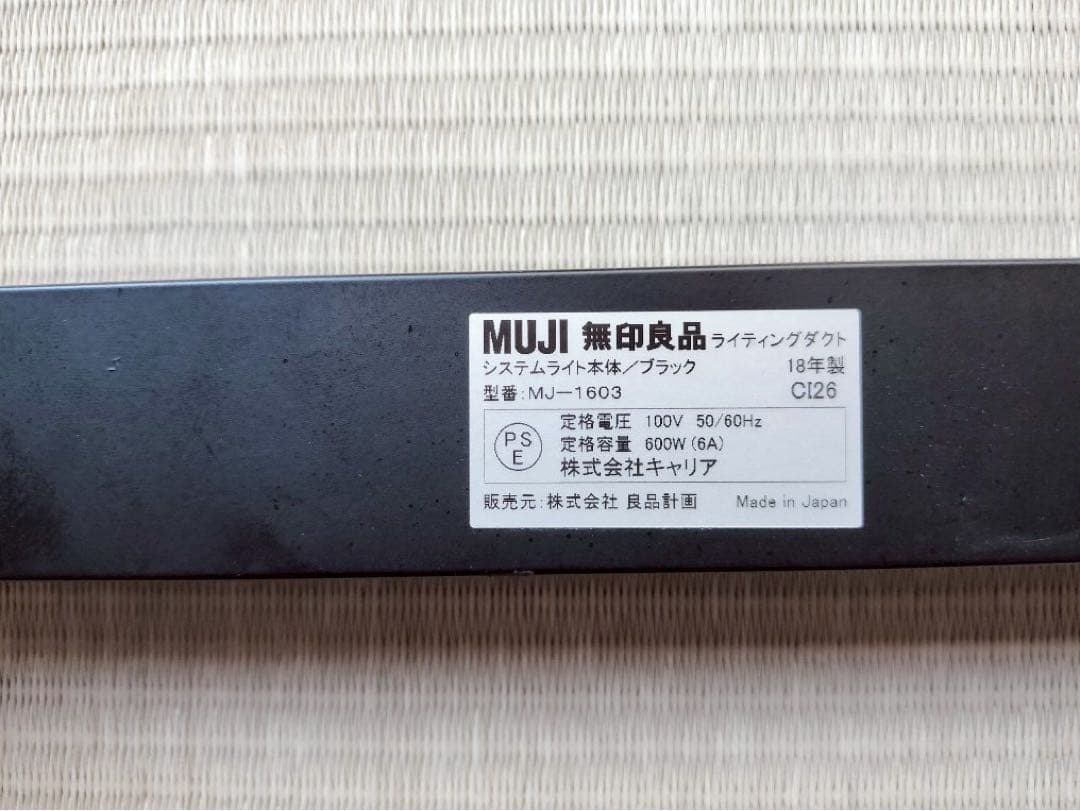 MUJI 無印良品 ライティングダクト
システムライト本体/ブラック 18年製
型番:MJ-1603 CI26
PSE
定格電圧 100V 50/60Hz
定格容量 600W(6A)
株式会社キャリア
販売元:株式会社 良品計画 Made in Japan